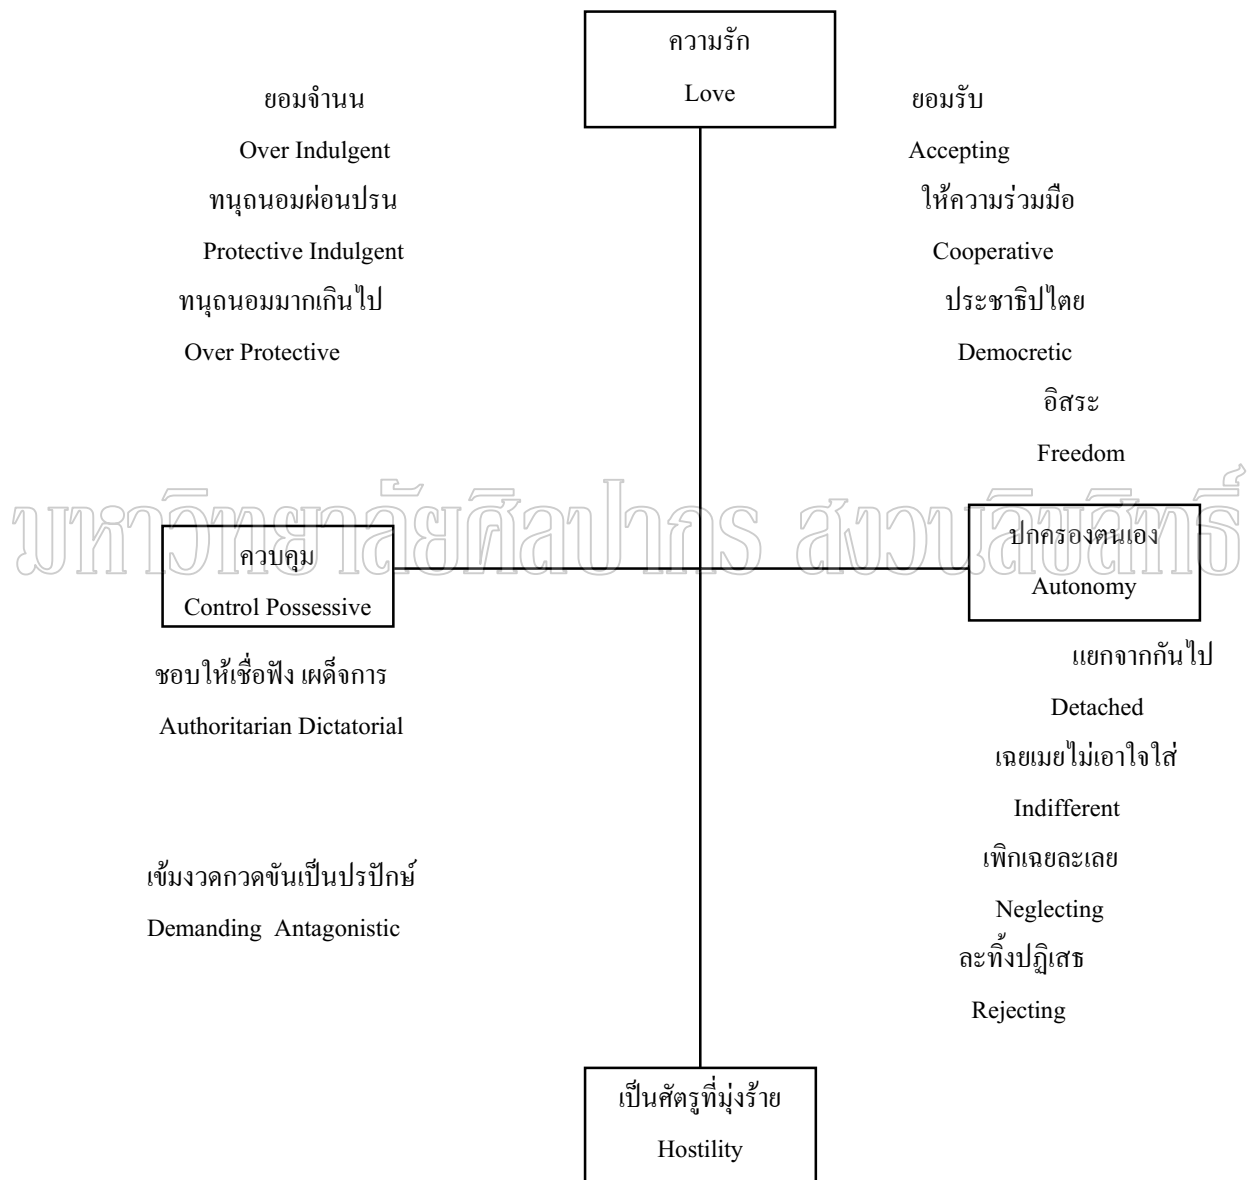 ความรัก
Love
ยอมจำนน
Over Indulgent
ทนุถนอมผ่อนปรน
Protective Indulgent
ทนุถนอมมากเกินไป
Over Protective
ยอมรับ
Accepting
ให้ความร่วมมือ
Cooperative
ประชาธิปไตย
Democretic
อิสระ
Freedom
มหาวิทยาลัยศิลปากร สงวนลิขสิทธิ์
ควบคุม
Control Possessive
ปกครองตนเอง
Autonomy
ชอบให้เชื่อฟัง เผด็จการ
Authoritarian Dictatorial
เข้มงวดกวดขันเป็นปรปักษ์
Demanding Antagonistic
แยกจากกันไป
Detached
เฉยเมยไม่เอาใจใส่
Indifferent
เพิกเฉยละเลย
Neglecting
ละทิ้งปฏิเสธ
Rejecting
เป็นศัตรูที่มุ่งร้าย
Hostility